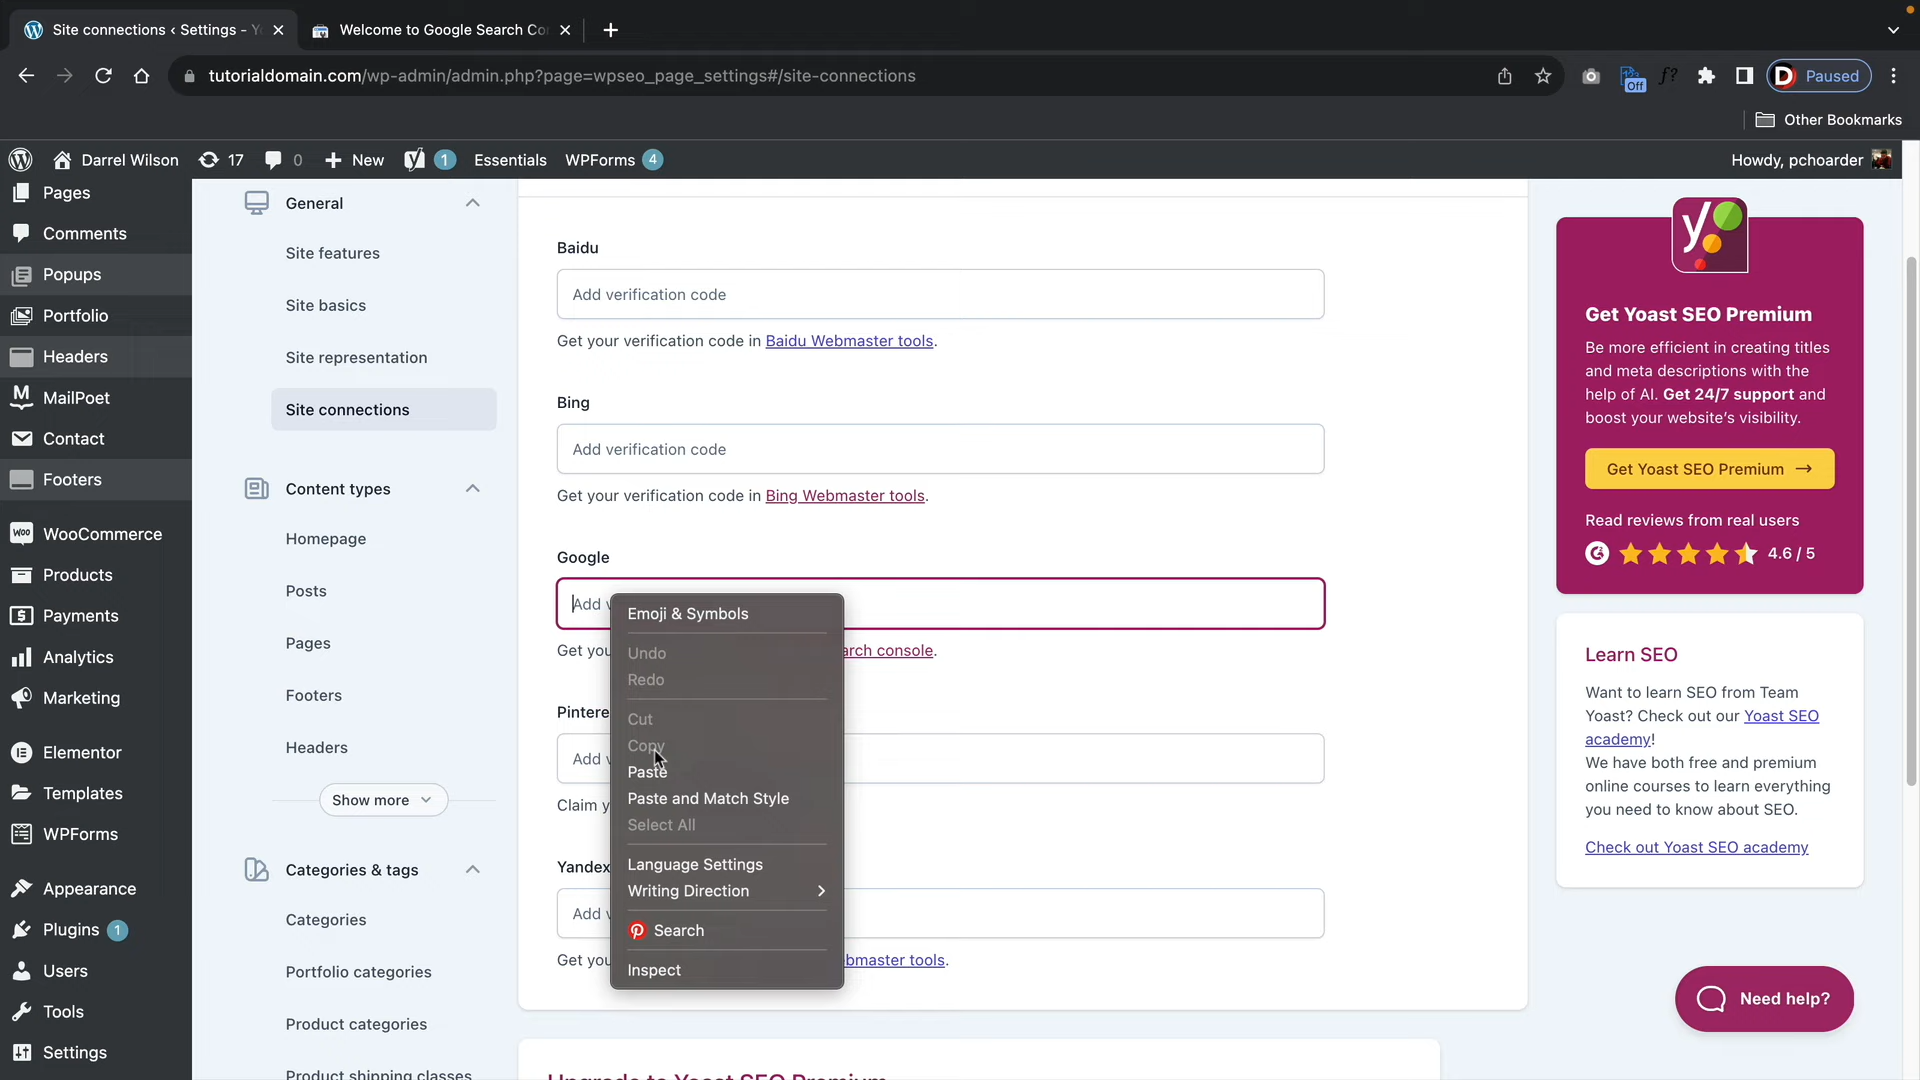 Site connections ‹ Settings - Y
Welcome to Google Search Co
tutorialdomain.com/wp-admin/admin.php?page=wpseo_page_settings#/site-connections
Off
f?
D Paused
Other Bookmarks
Darrel Wilson
17
0
New
1
Essentials
WPForms 4
Howdy, pchoarder
Pages
Comments
Popups
Portfolio
Headers
MailPoet
Contact
Footers
WooCommerce
Products
Payments
Analytics
Marketing
Elementor
Templates
WPForms
Appearance
Plugins 1
Users
Tools
Settings
General
Site features
Site basics
Site representation
Site connections
Content types
Homepage
Posts
Pages
Footers
Headers
Show more
Categories & tags
Categories
Portfolio categories
Product categories
Product shipping classes
Baidu
Add verification code
Get your verification code in Baidu Webmaster tools.
Bing
Add verification code
Get your verification code in Bing Webmaster tools.
Google
Add v
Get you
arch console.
Pintere
Add v
Claim y
Yandex
Add v
Get you
bmaster tools.
Emoji & Symbols
Undo
Redo
Cut
Copy
Paste
Paste and Match Style
Select All
Language Settings
Writing Direction
Search
Inspect
Upgrade to Yoast SEO Premium
Get Yoast SEO Premium
Be more efficient in creating titles
and meta descriptions with the
help of AI. Get 24/7 support and
boost your website's visibility.
Get Yoast SEO Premium →
Read reviews from real users
4.6 / 5
Learn SEO
Want to learn SEO from Team
Yoast? Check out our Yoast SEO
academy!
We have both free and premium
online courses to learn everything
you need to know about SEO.
Check out Yoast SEO academy
Need help?